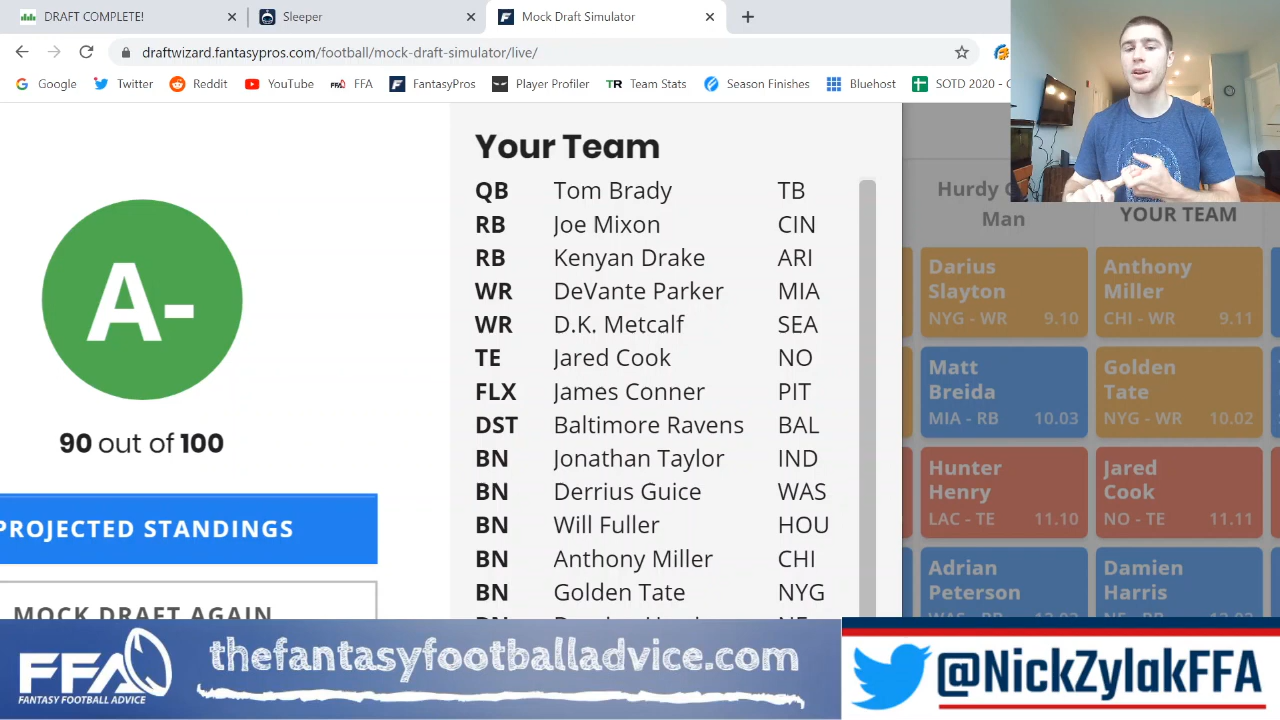 DRAFT COMPLETE!
Sleeper
Mock Draft Simulator
draftwizard.fantasypros.com/football/mock-draft-simulator/live/
Google
Twitter
Reddit
YouTube
FFA
FantasyPros
Player Profiler
TR Team Stats
Season Finishes
Bluehost
SOTD 2020 -
A-
90 out of 100
PROJECTED STANDINGS
MOCK DRAFT AGAIN
Your Team
QB Tom Brady TB
RB Joe Mixon CIN
RB Kenyan Drake ARI
WR DeVante Parker MIA
WR D.K. Metcalf SEA
TE Jared Cook NO
FLX James Conner PIT
DST Baltimore Ravens BAL
BN Jonathan Taylor IND
BN Derrius Guice WAS
BN Will Fuller HOU
BN Anthony Miller CHI
BN Golden Tate NYG
Hurdy
Man
YOUR TEAM
Darius
Slayton
NYG - WR 9.10
Anthony
Miller
CHI - WR 9.11
Matt
Breida
MIA - RB 10.03
Golden
Tate
NYG - WR 10.02
Hunter
Henry
LAC - TE 11.10
Jared
Cook
NO - TE 11.11
Adrian
Peterson
Damien
Harris
FFA
FANTASY FOOTBALL ADVICE
thefantasyfootballadvice.com
@NickZylakFFA